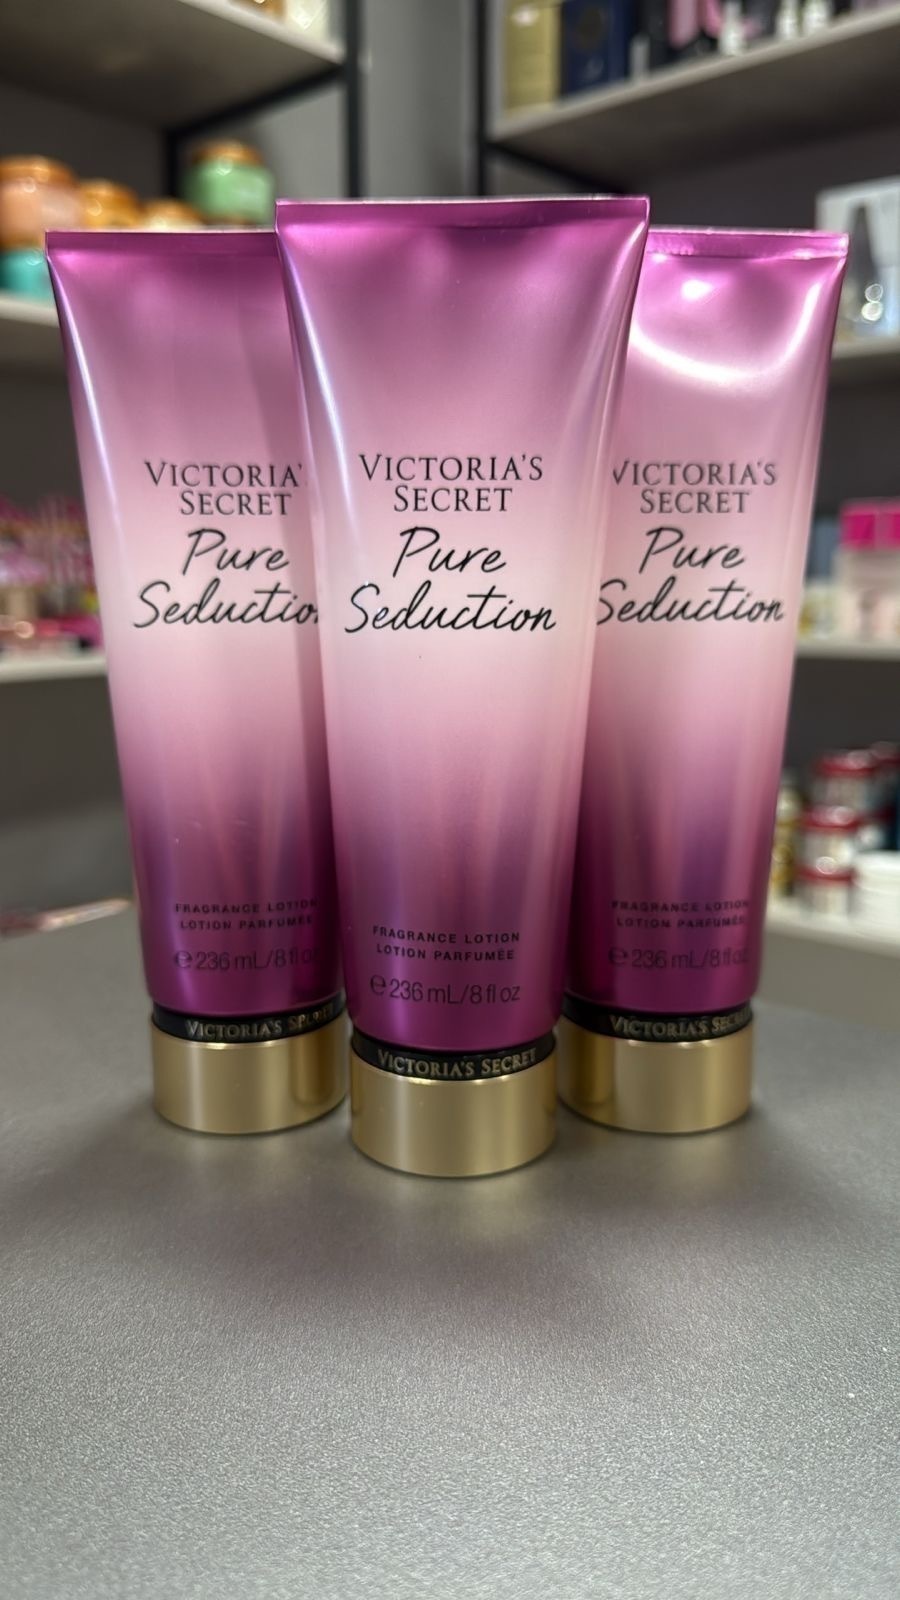 VICTORIA'
SECRET
Pure
Seduction
FRAGRANCE LOTION
LOTION PARFUMÉE
℮ 236 mL/8 fl oz
VICTORIA'S SECRET
VICTORIA'S
SECRET
Pure
Seduction
FRAGRANCE LOTION
LOTION PARFUMÉE
℮ 236 mL/8 fl oz
VICTORIA'S SECRET
VICTORIA'S
SECRET
Pure
Seduction
FRAGRANCE LOTION
LOTION PARFUMÉE
℮ 236 mL/8 fl oz
VICTORIA'S SECRET